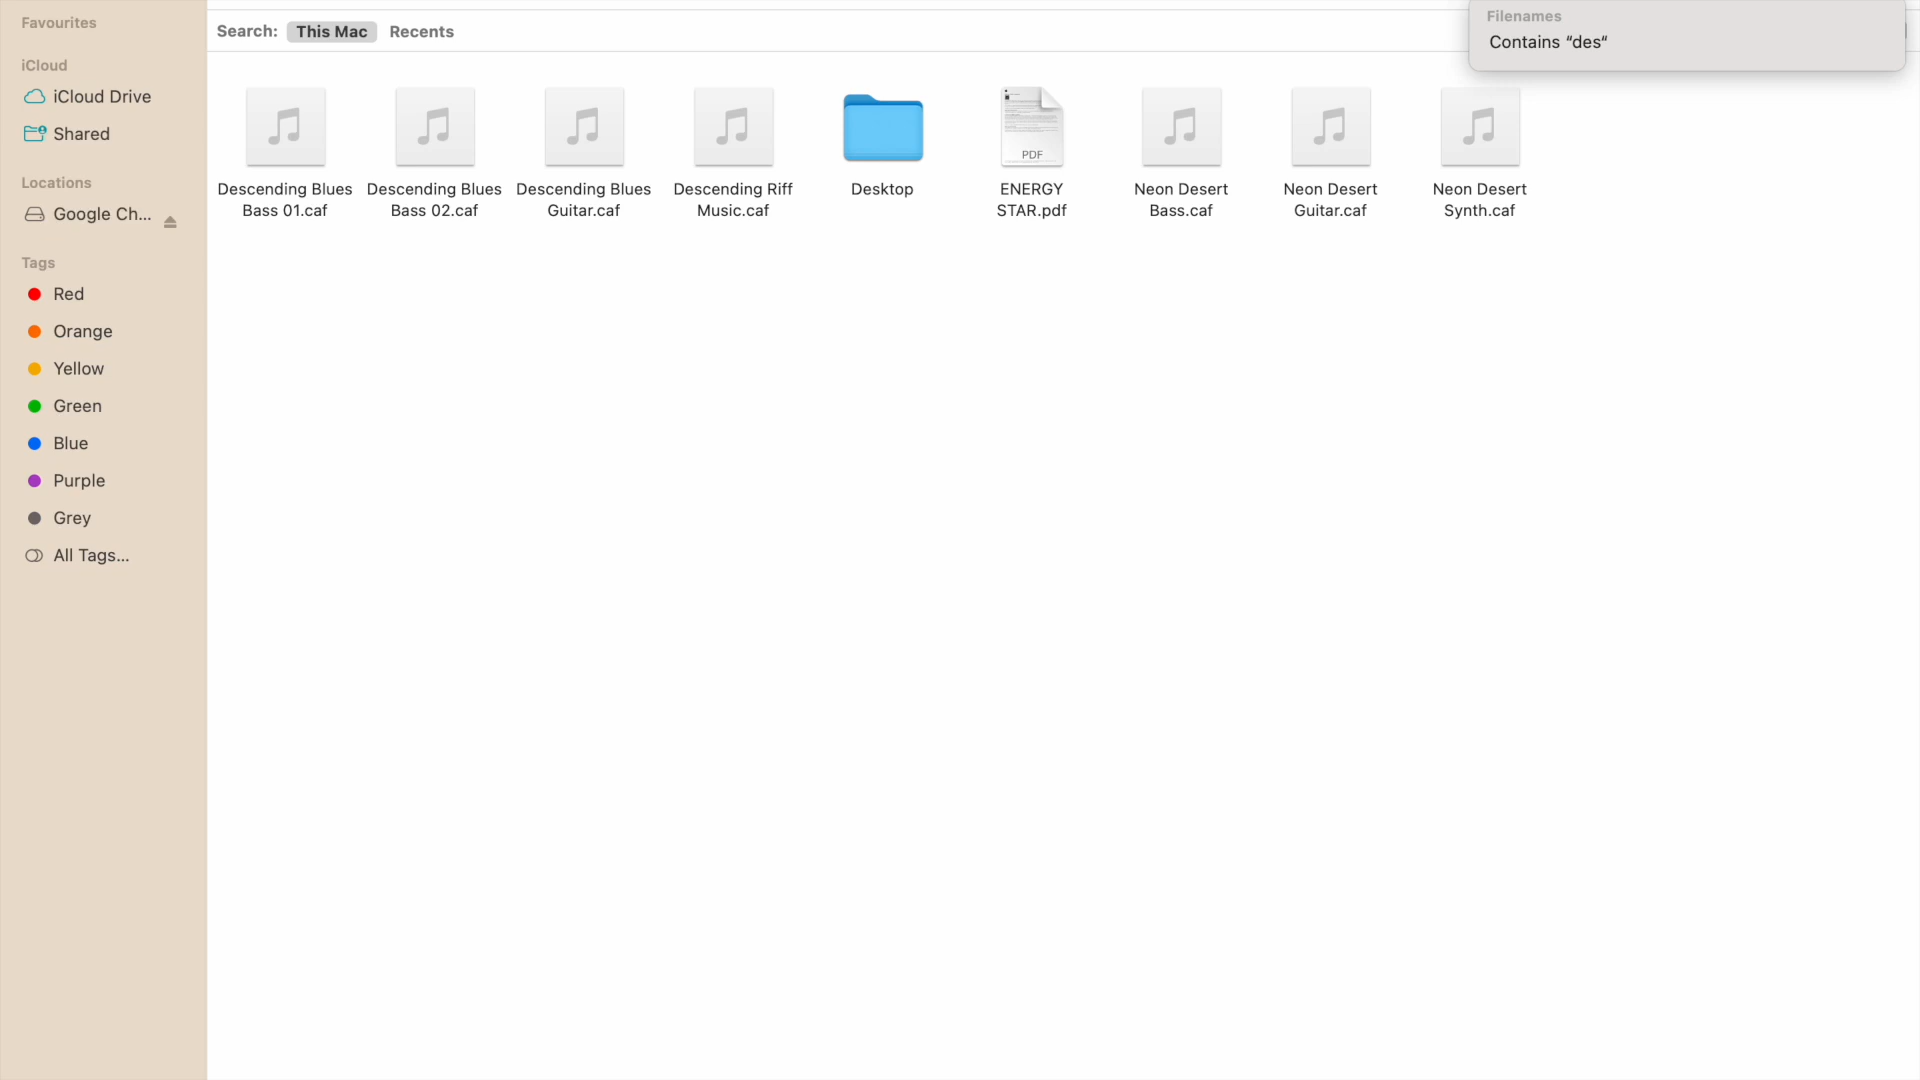 Favourites
iCloud
iCloud Drive
Shared
Locations
Google Ch...
Tags
Red
Orange
Yellow
Green
Blue
Purple
Grey
All Tags...
Search: This Mac Recents
Filenames
Contains “des“
Descending Blues
Bass 01.caf
Descending Blues
Bass 02.caf
Descending Blues
Guitar.caf
Descending Riff
Music.caf
Desktop
PDF
ENERGY
STAR.pdf
Neon Desert
Bass.caf
Neon Desert
Guitar.caf
Neon Desert
Synth.caf